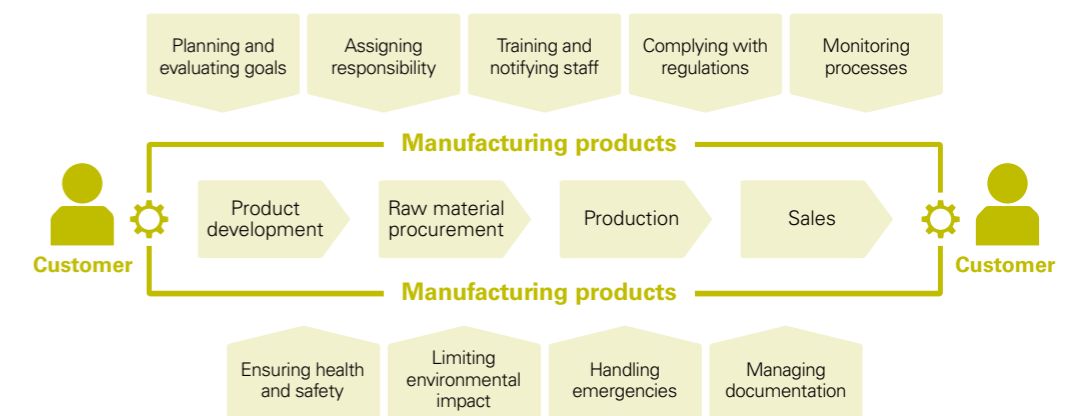 Planning and
evaluating goals
Assigning
responsibility
Training and
notifying staff
Complying with
regulations
Monitoring
processes
Manufacturing products
Customer
Product
development
Raw material
procurement
Production
Sales
Customer
Manufacturing products
Ensuring health
and safety
Limiting
environmental
impact
Handling
emergencies
Managing
documentation